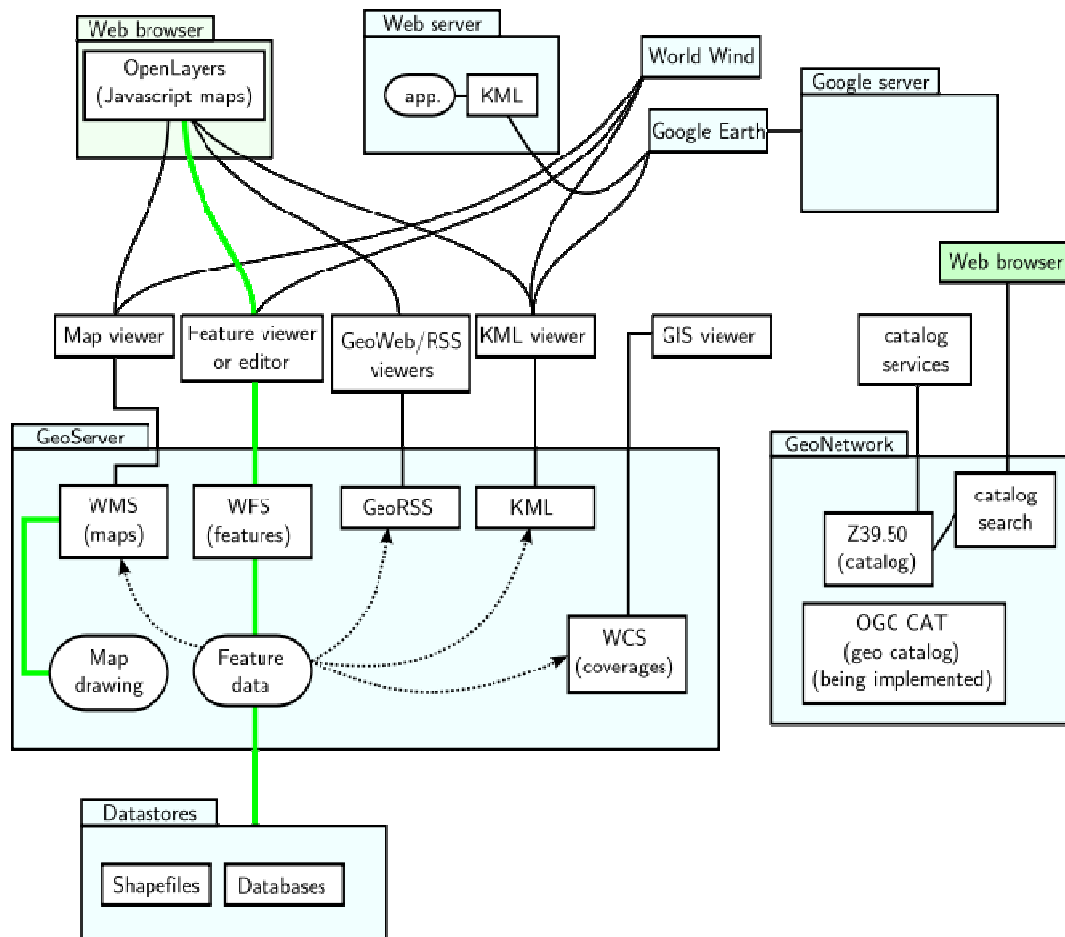 Web browser
OpenLayers
(Javascript maps)
Web server
app.
KML
World Wind
Google Earth
Google server
Web browser
Map viewer
Feature viewer
or editor
GeoWeb/RSS
viewers
KML viewer
GIS viewer
catalog
services
GeoServer
WMS
(maps)
WFS
(features)
GeoRSS
KML
Map
drawing
Feature
data
WCS
(coverages)
GeoNetwork
catalog
search
Z39.50
(catalog)
OGC CAT
(geo catalog)
(being implemented)
Datastores
Shapefiles
Databases